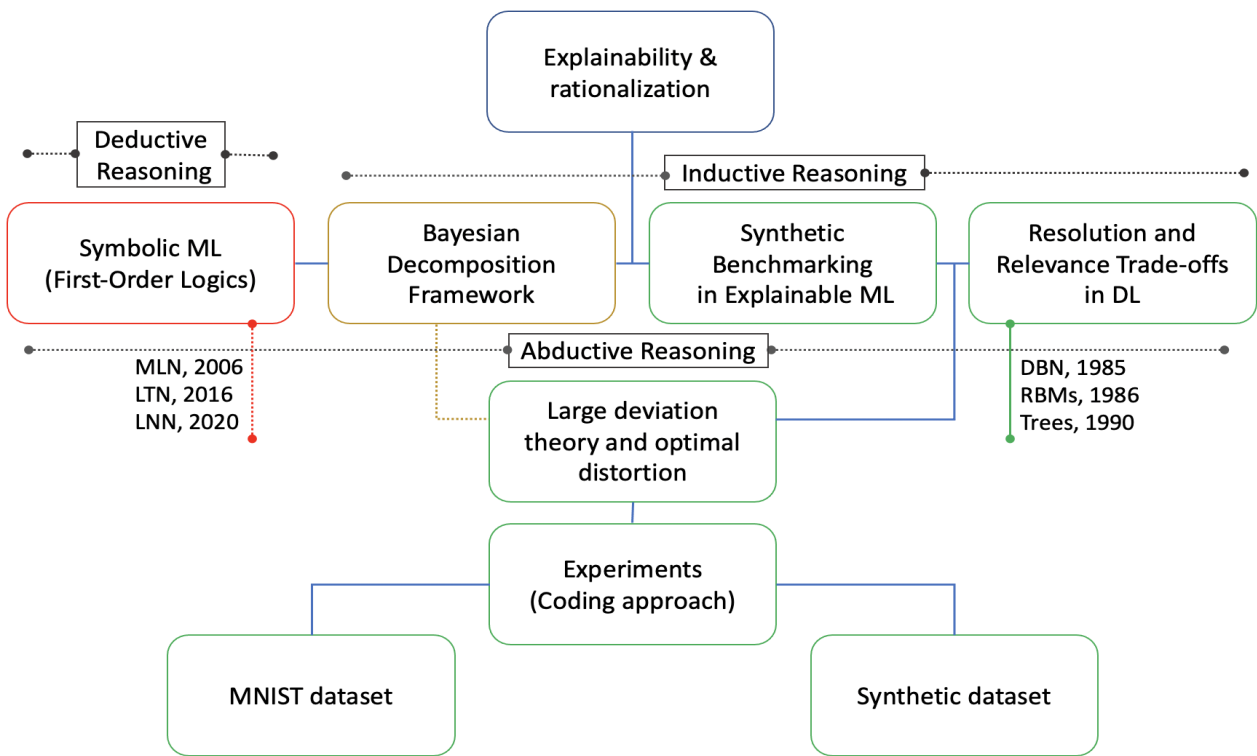 Explainability &
rationalization
Deductive
Reasoning
Inductive Reasoning
Symbolic ML
(First-Order Logics)
Bayesian
Decomposition
Framework
Synthetic
Benchmarking
in Explainable ML
Resolution and
Relevance Trade-offs
in DL
Abductive Reasoning
MLN, 2006
LTN, 2016
LNN, 2020
DBN, 1985
RBMs, 1986
Trees, 1990
Large deviation
theory and optimal
distortion
Experiments
(Coding approach)
MNIST dataset
Synthetic dataset